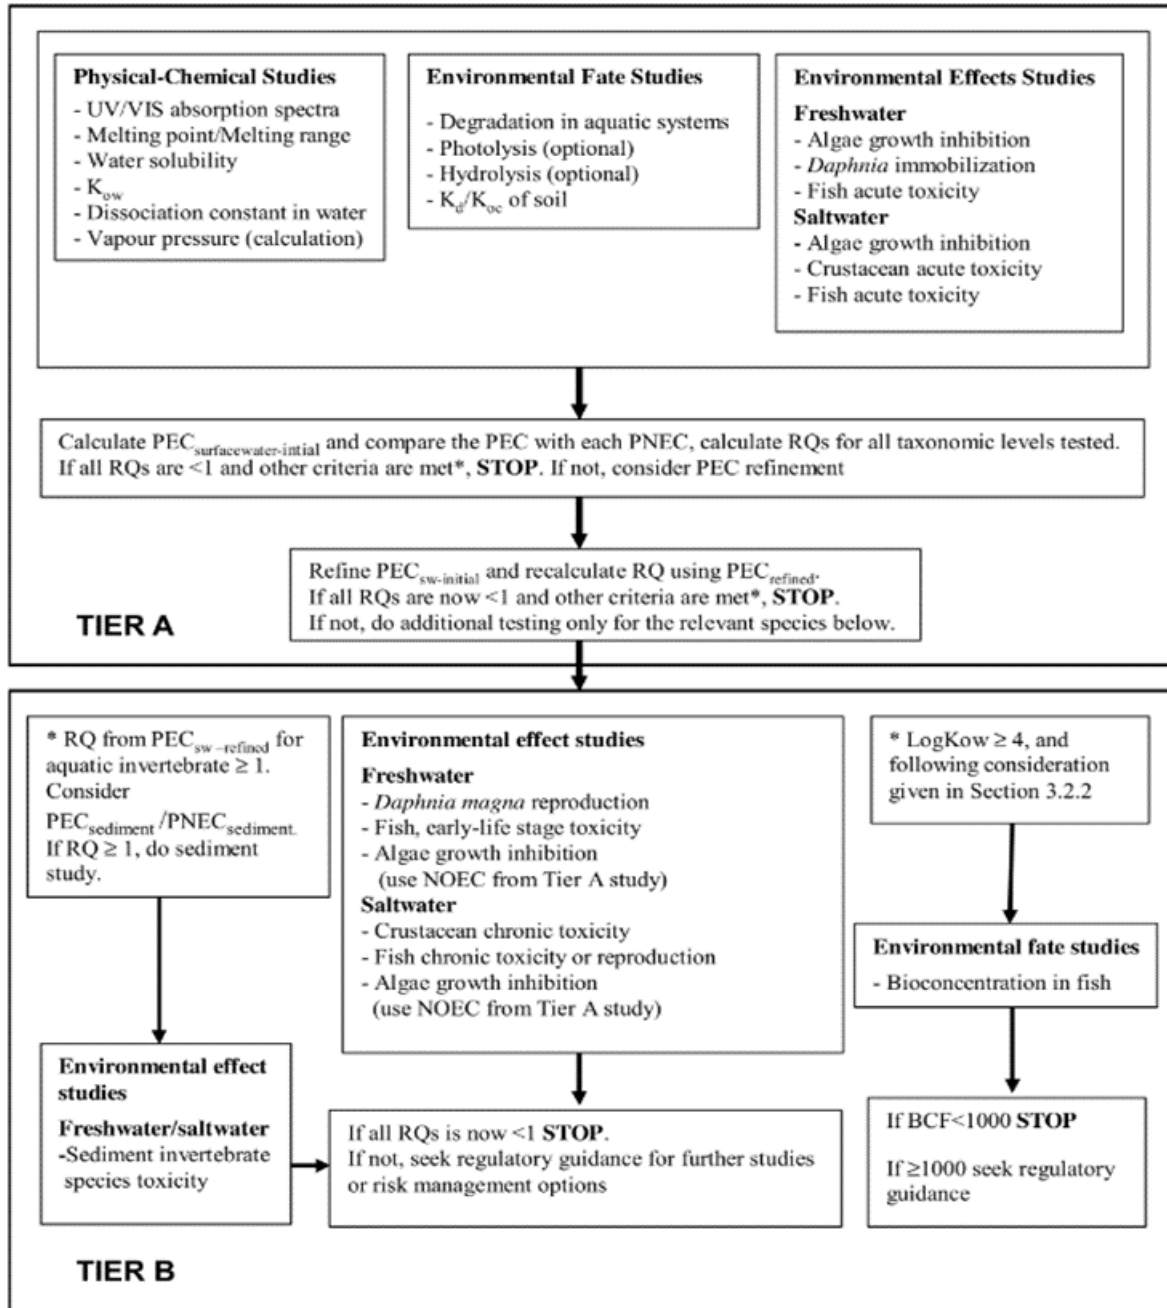 Physical-Chemical Studies
- UV/VIS absorption spectra
- Melting point/Melting range
- Water solubility
- Kow
- Dissociation constant in water
- Vapour pressure (calculation)
Environmental Fate Studies
- Degradation in aquatic systems
- Photolysis (optional)
- Hydrolysis (optional)
- Kd/Koc of soil
Environmental Effects Studies
Freshwater
- Algae growth inhibition
- Daphnia immobilization
- Fish acute toxicity
Saltwater
- Algae growth inhibition
- Crustacean acute toxicity
- Fish acute toxicity
Calculate PECsurfacewater-intial and compare the PEC with each PNEC, calculate RQs for all taxonomic levels tested.
If all RQs are <1 and other criteria are met*, STOP. If not, consider PEC refinement
Refine PECsw-initial and recalculate RQ using PECrefined.
If all RQs are now <1 and other criteria are met*, STOP.
If not, do additional testing only for the relevant species below.
TIER A
* RQ from PECsw–refined for
aquatic invertebrate ≥ 1.
Consider
PECsediment/PNECsediment.
If RQ ≥ 1, do sediment
study.
Environmental effect studies
Freshwater
- Daphnia magna reproduction
- Fish, early-life stage toxicity
- Algae growth inhibition
(use NOEC from Tier A study)
Saltwater
- Crustacean chronic toxicity
- Fish chronic toxicity or reproduction
- Algae growth inhibition
(use NOEC from Tier A study)
* LogKow ≥ 4, and
following consideration
given in Section 3.2.2
Environmental fate studies
- Bioconcentration in fish
Environmental effect
studies
Freshwater/saltwater
-Sediment invertebrate
species toxicity
If all RQs is now <1 STOP.
If not, seek regulatory guidance for further studies
or risk management options
If BCF<1000 STOP
If ≥1000 seek regulatory
guidance
TIER B